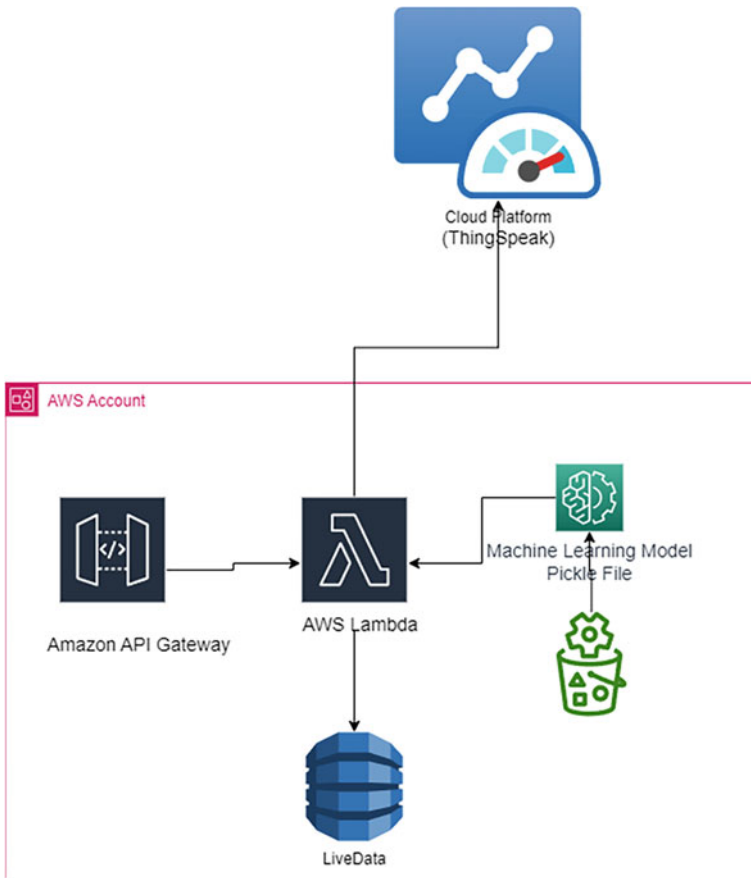 Cloud Platform
(ThingSpeak)
AWS Account
Machine Learning Model
Pickle File
Amazon API Gateway
AWS Lambda
LiveData